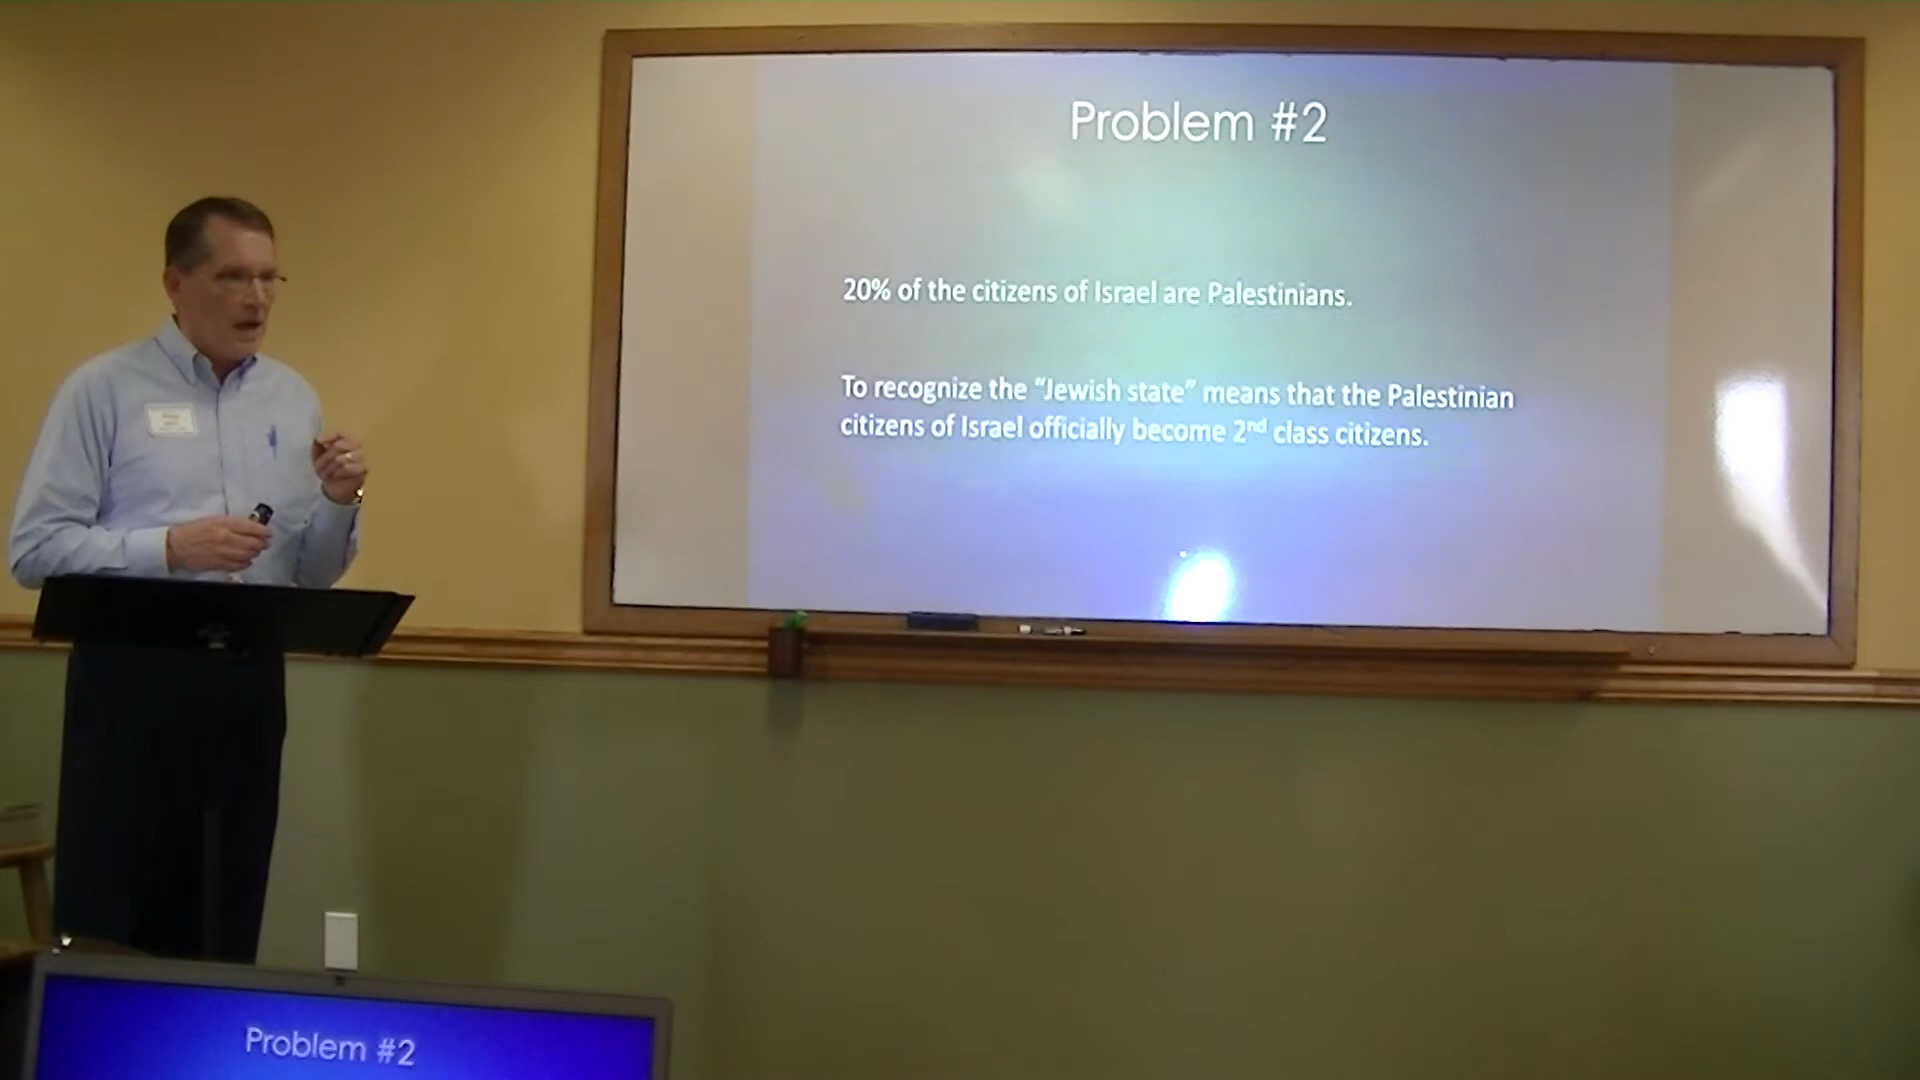 Problem #2
20% of the citizens of Israel are Palestinians.
To recognize the “Jewish state” means that the Palestinian
citizens of Israel officially become 2nd class citizens.
Problem #2